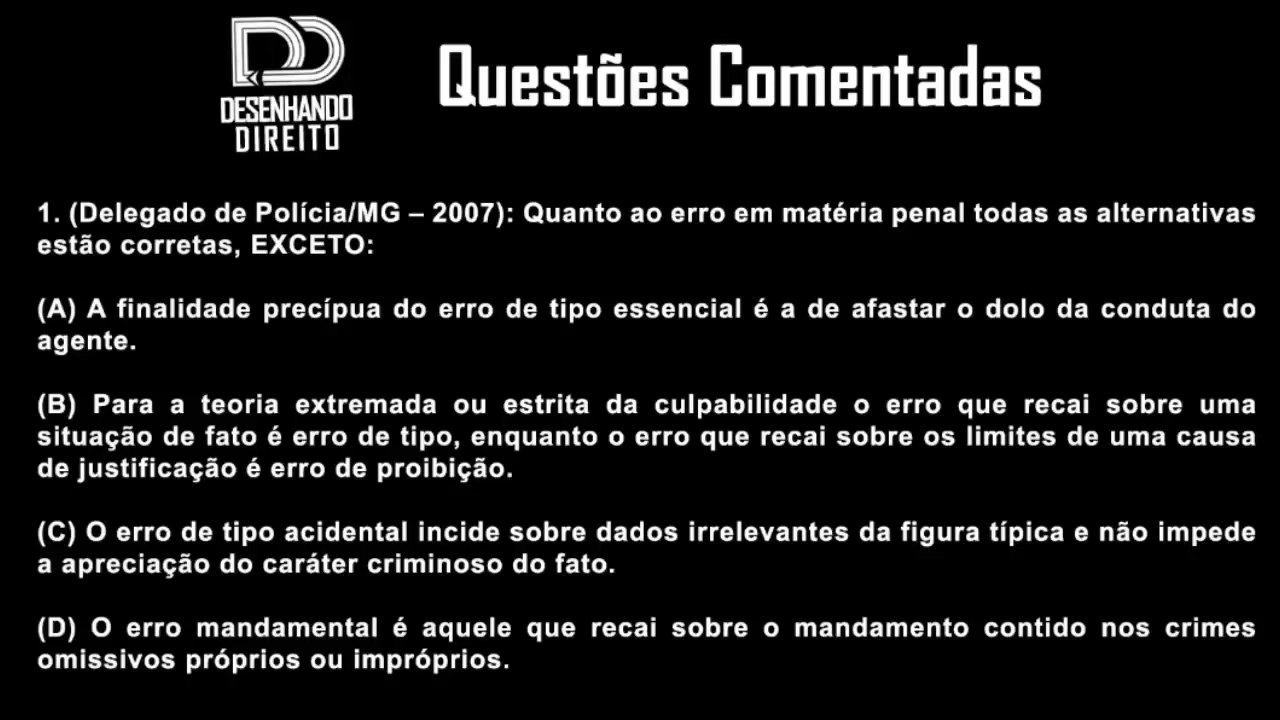 DESENHANDO
DIREITO
Questões Comentadas
1. (Delegado de Polícia/MG – 2007): Quanto ao erro em matéria penal todas as alternativas
estão corretas, EXCETO:
(A) A finalidade precípua do erro de tipo essencial é a de afastar o dolo da conduta do
agente.
(B) Para a teoria extremada ou estrita da culpabilidade o erro que recai sobre uma
situação de fato é erro de tipo, enquanto o erro que recai sobre os limites de uma causa
de justificação é erro de proibição.
(C) O erro de tipo acidental incide sobre dados irrelevantes da figura típica e não impede
a apreciação do caráter criminoso do fato.
(D) O erro mandamental é aquele que recai sobre o mandamento contido nos crimes
omissivos próprios ou impróprios.